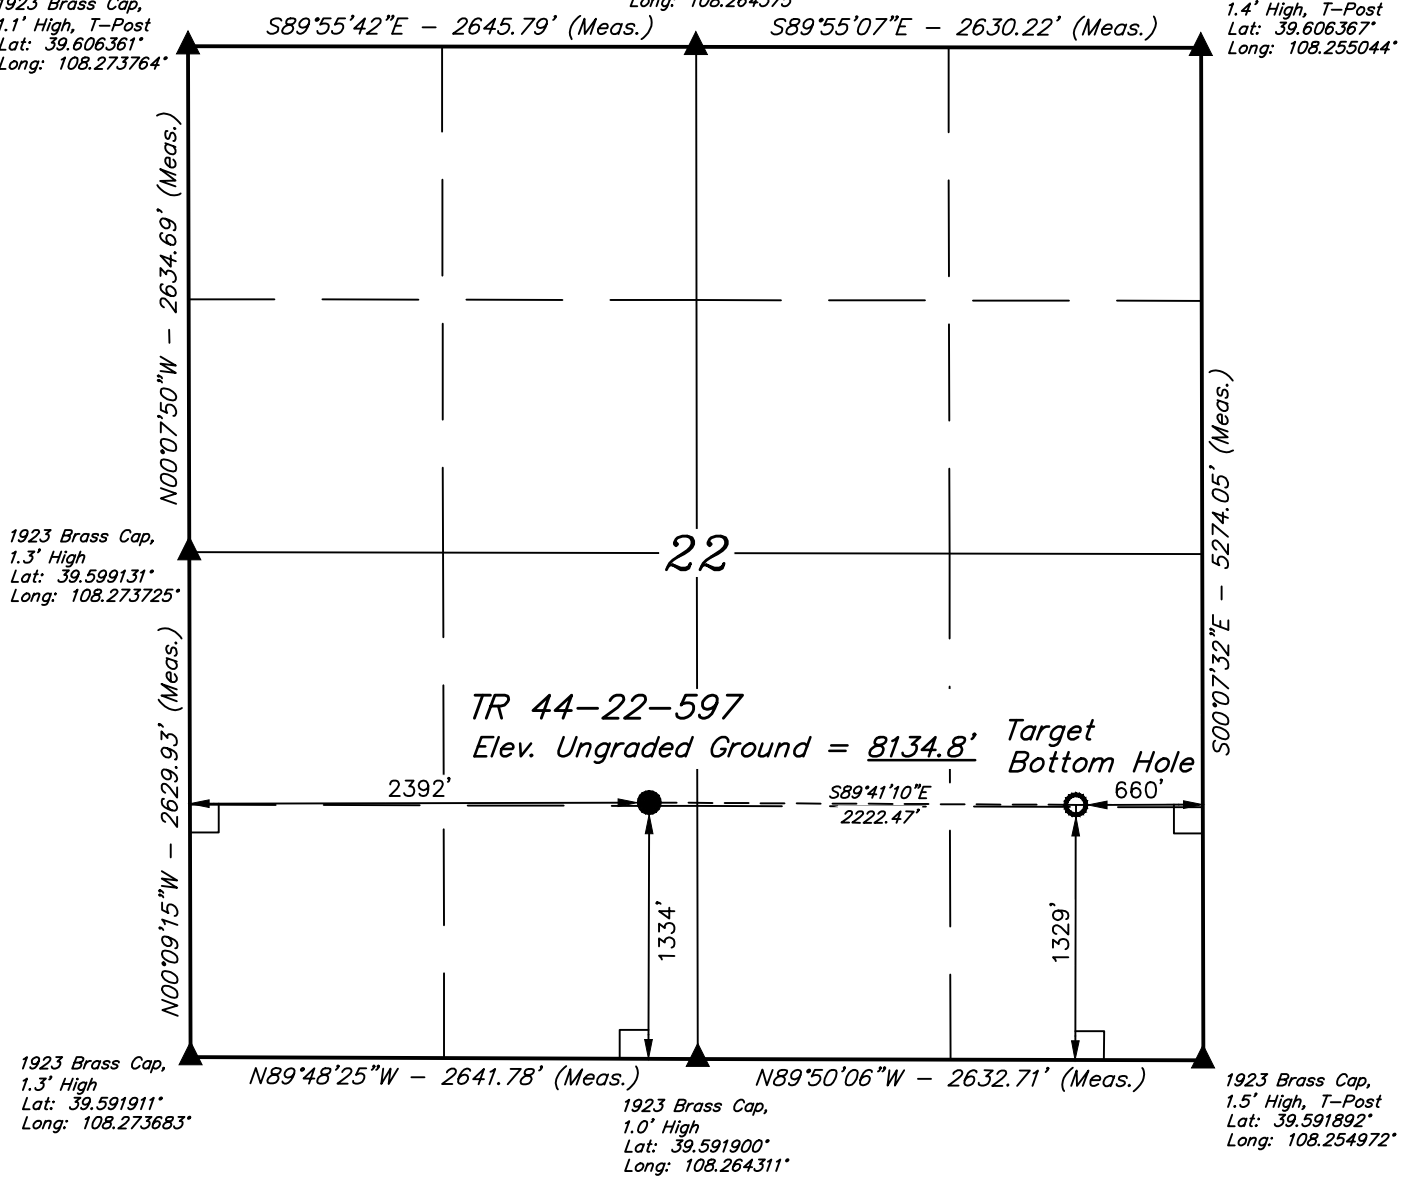 1923 Brass Cap,
1.1' High, T-Post
Lat: 39.606361°
Long: 108.273764°
S89°55'42"E - 2645.79' (Meas.)
S89°55'07"E - 2630.22' (Meas.)
1.4' High, T-Post
Lat: 39.606367°
Long: 108.255044°
N00°07'50"W - 2634.69' (Meas.)
1923 Brass Cap,
1.3' High
Lat: 39.599131°
Long: 108.273725°
22
S00°07'32"E - 5274.05' (Meas.)
N00°09'15"W - 2629.93' (Meas.)
TR 44-22-597
Elev. Ungraded Ground = 8134.8'
Target
Bottom Hole
2392'
S89°41'10"E
2222.47'
660'
1334'
1329'
1923 Brass Cap,
1.3' High
Lat: 39.591911°
Long: 108.273683°
N89°48'25"W - 2641.78' (Meas.)
N89°50'06"W - 2632.71' (Meas.)
1923 Brass Cap,
1.0' High
Lat: 39.591900°
Long: 108.264311°
1923 Brass Cap,
1.5' High, T-Post
Lat: 39.591892°
Long: 108.254972°